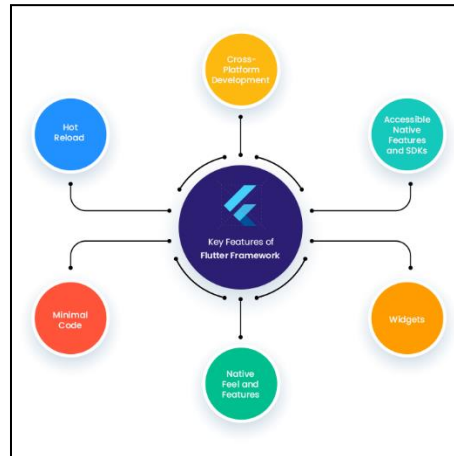 Cross-
Platform
Development
Hot
Reload
Accessible
Native
Features
and SDKs
Key Features of
Flutter Framework
Minimal
Code
Widgets
Native
Feel and
Features